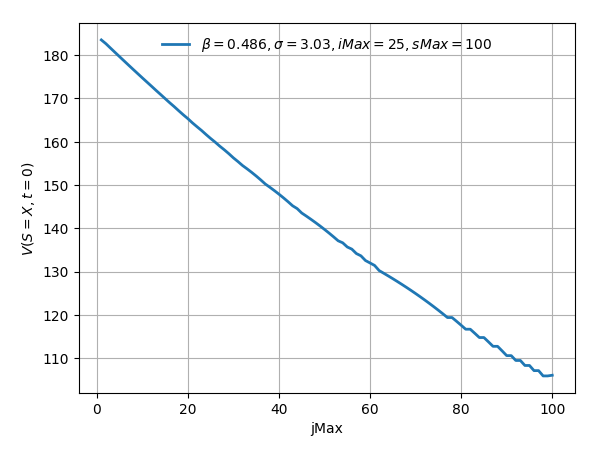 β = 0.486, σ = 3.03, iMax = 25, sMax = 100
V(S = X, t = 0)
180
170
160
150
140
130
120
110
0 20 40 60 80 100
jMax